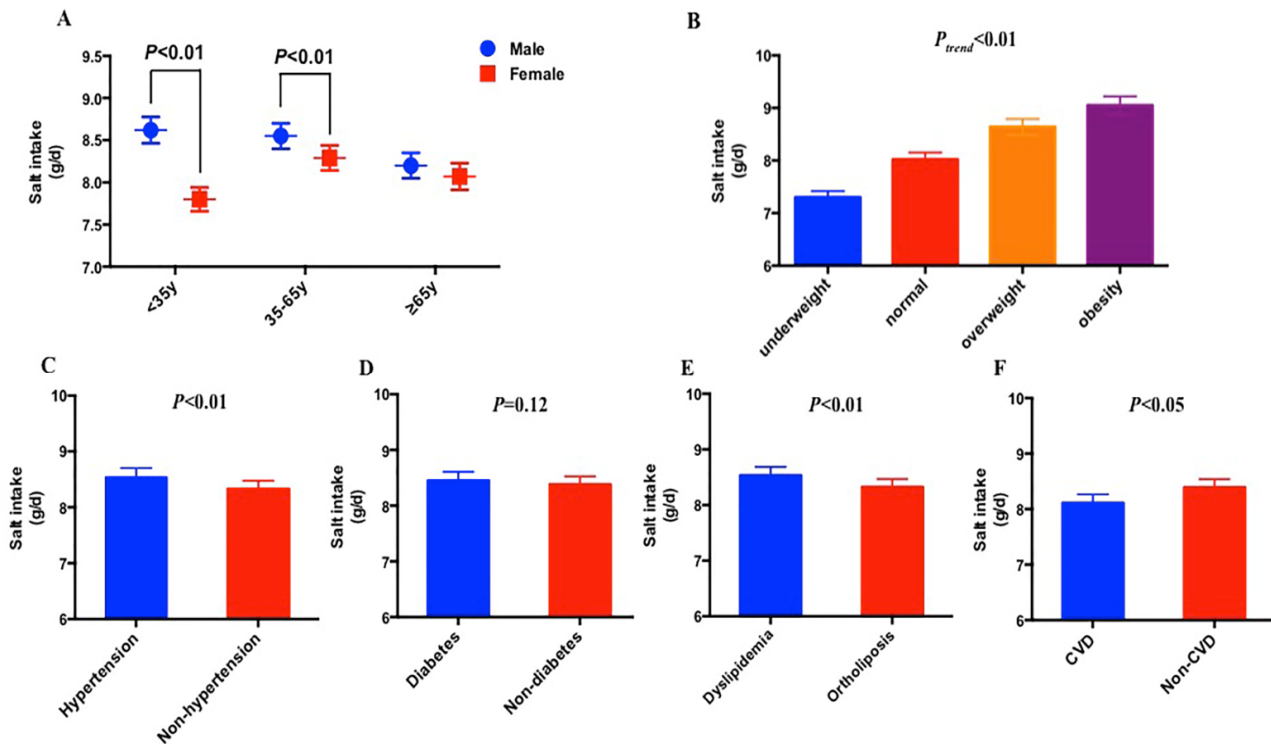 A
P<0.01
P<0.01
Male
Female
Salt intake
(g/d)
9.5
9.0
8.5
8.0
7.5
7.0
<35y
35-65y
≥65y
B
P_trend<0.01
Salt intake
(g/d)
10
9
8
7
6
underweight
normal
overweight
obesity
C
P<0.01
Salt intake
(g/d)
10
9
8
7
6
Hypertension
Non-hypertension
D
P=0.12
Salt intake
(g/d)
10
9
8
7
6
Diabetes
Non-diabetes
E
P<0.01
Salt intake
(g/d)
10
9
8
7
6
Dyslipidemia
Ortholiposis
F
P<0.05
Salt intake
(g/d)
10
9
8
7
6
CVD
Non-CVD